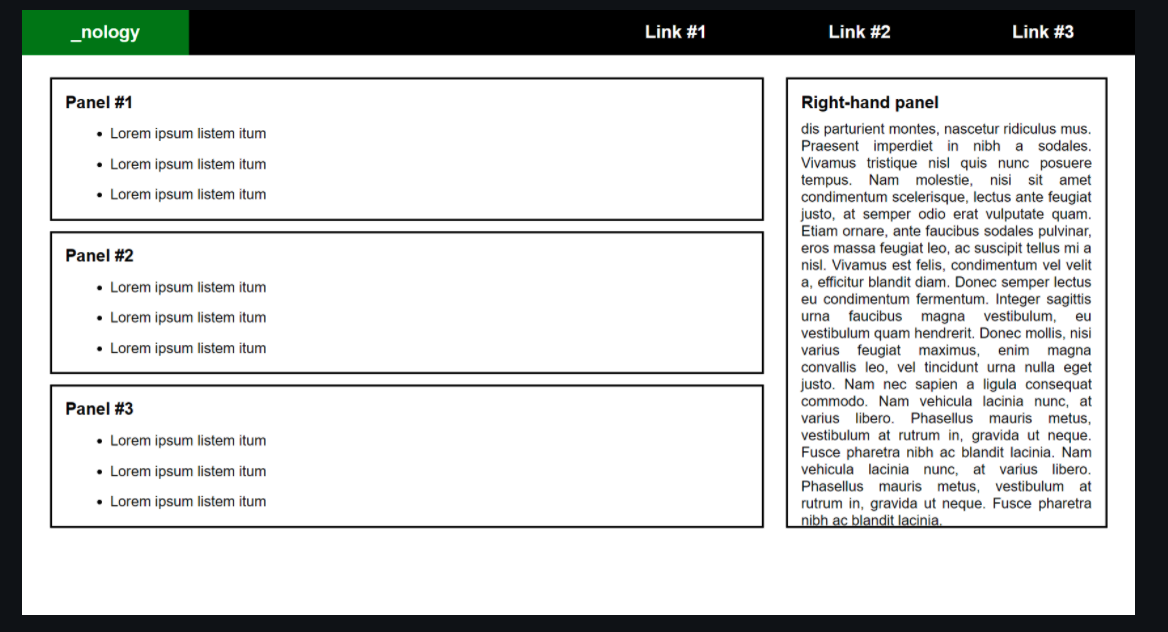 _nology
Link #1
Link #2
Link #3
Panel #1
• Lorem ipsum listem itum
• Lorem ipsum listem itum
• Lorem ipsum listem itum
Panel #2
• Lorem ipsum listem itum
• Lorem ipsum listem itum
• Lorem ipsum listem itum
Panel #3
• Lorem ipsum listem itum
• Lorem ipsum listem itum
• Lorem ipsum listem itum
Right-hand panel
dis parturient montes, nascetur ridiculus mus.
Praesent imperdiet in nibh a sodales.
Vivamus tristique nisl quis nunc posuere
tempus. Nam molestie, nisi sit amet
condimentum scelerisque, lectus ante feugiat
justo, at semper odio erat vulputate quam.
Etiam ornare, ante faucibus sodales pulvinar,
eros massa feugiat leo, ac suscipit tellus mi a
nisl. Vivamus est felis, condimentum vel velit
a, efficitur blandit diam. Donec semper lectus
eu condimentum fermentum. Integer sagittis
urna faucibus magna vestibulum, eu
vestibulum quam hendrerit. Donec mollis, nisi
varius feugiat maximus, enim magna
convallis leo, vel tincidunt urna nulla eget
justo. Nam nec sapien a ligula consequat
commodo. Nam vehicula lacinia nunc, at
varius libero. Phasellus mauris metus,
vestibulum at rutrum in, gravida ut neque.
Fusce pharetra nibh ac blandit lacinia. Nam
vehicula lacinia nunc, at varius libero.
Phasellus mauris metus, vestibulum at
rutrum in, gravida ut neque. Fusce pharetra
nibh ac blandit lacinia.